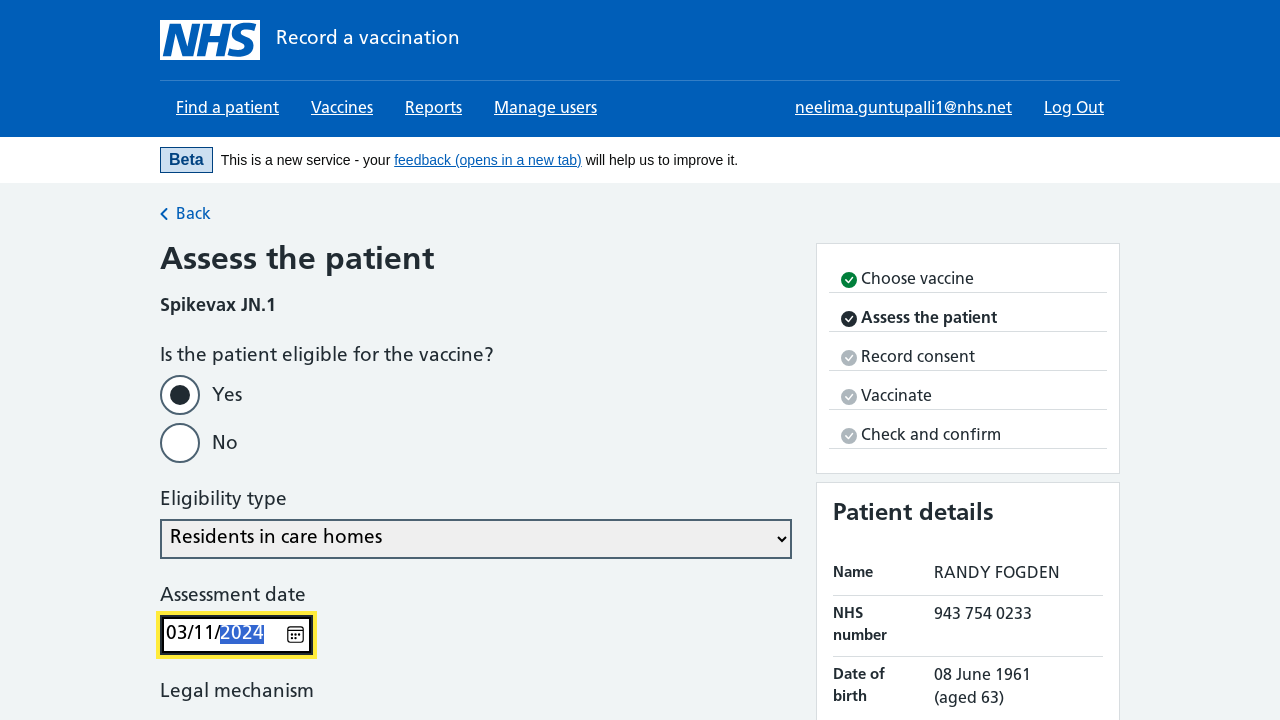 NHS Record a vaccination
Find a patient Vaccines Reports Manage users neelima.guntupalli1@nhs.net Log Out
Beta This is a new service - your feedback (opens in a new tab) will help us to improve it.
Back
Assess the patient
Spikevax JN.1
Is the patient eligible for the vaccine?
Yes
No
Eligibility type
Residents in care homes
Assessment date
03/11/2024
Legal mechanism
Choose vaccine
Assess the patient
Record consent
Vaccinate
Check and confirm
Patient details
Name RANDY FOGDEN
NHS number 943 754 0233
Date of birth 08 June 1961
(aged 63)